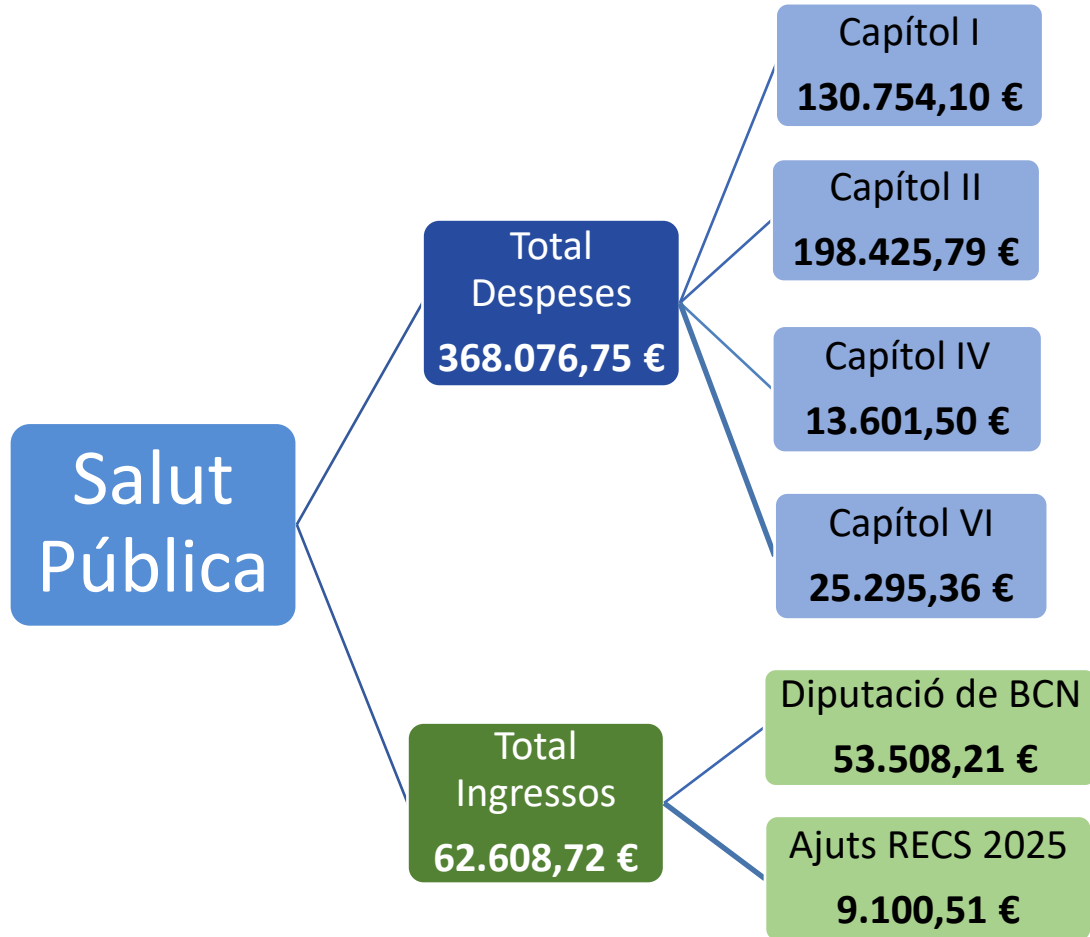 Salut
Pública
Total
Despeses
368.076,75 €
Capítol I
130.754,10 €
Capítol II
198.425,79 €
Capítol IV
13.601,50 €
Capítol VI
25.295,36 €
Total
Ingressos
62.608,72 €
Diputació de BCN
53.508,21 €
Ajuts RECS 2025
9.100,51 €